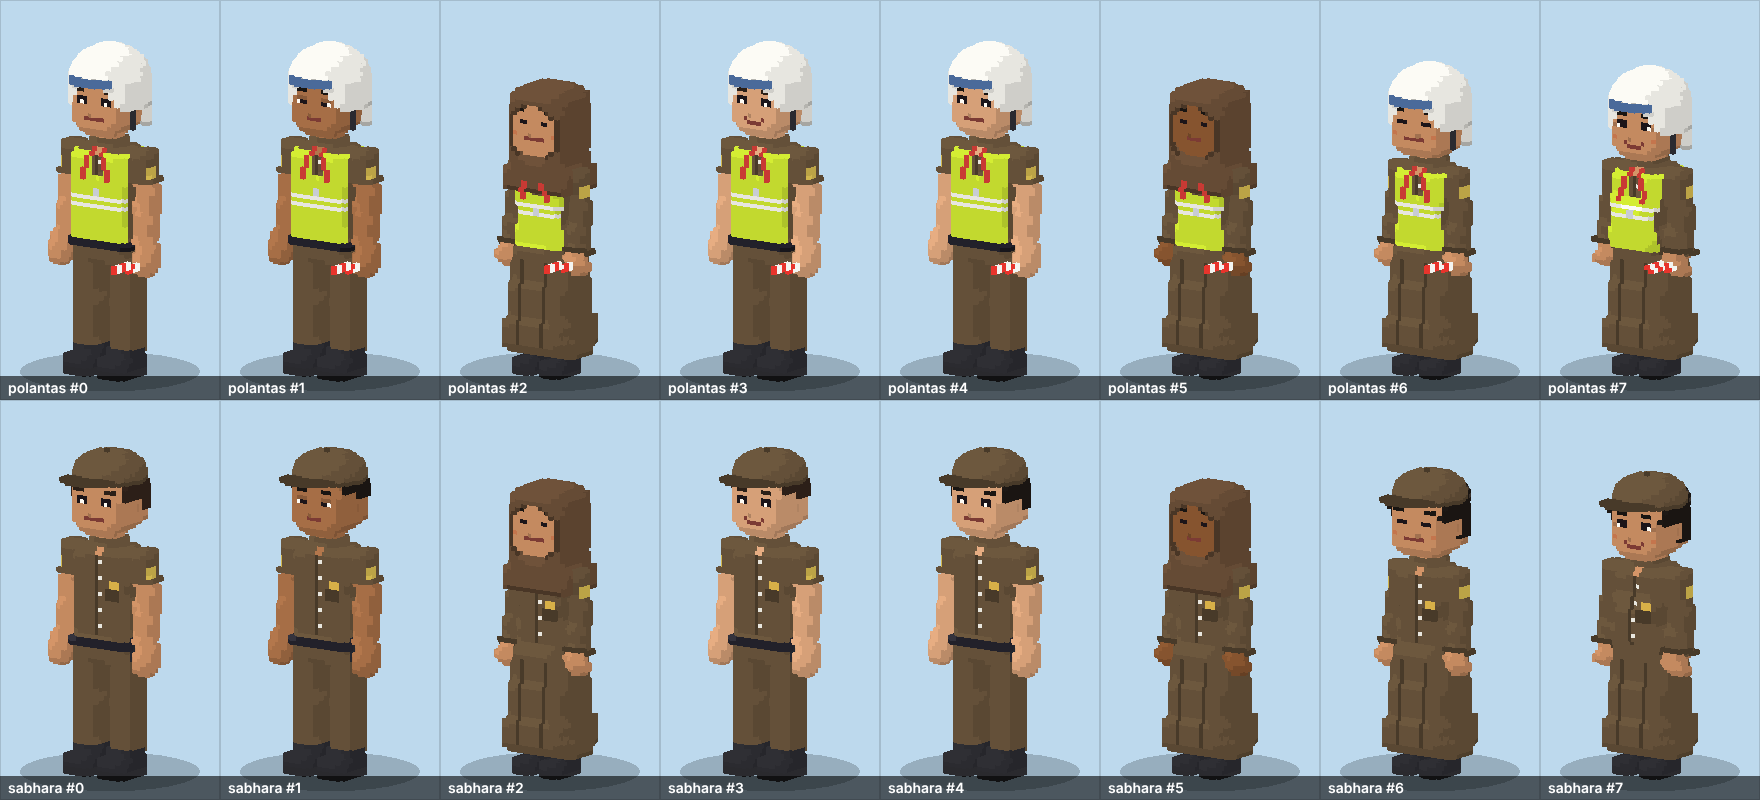 polantas #0
polantas #1
polantas #2
polantas #3
polantas #4
polantas #5
polantas #6
polantas #7
sabhara #0
sabhara #1
sabhara #2
sabhara #3
sabhara #4
sabhara #5
sabhara #6
sabhara #7